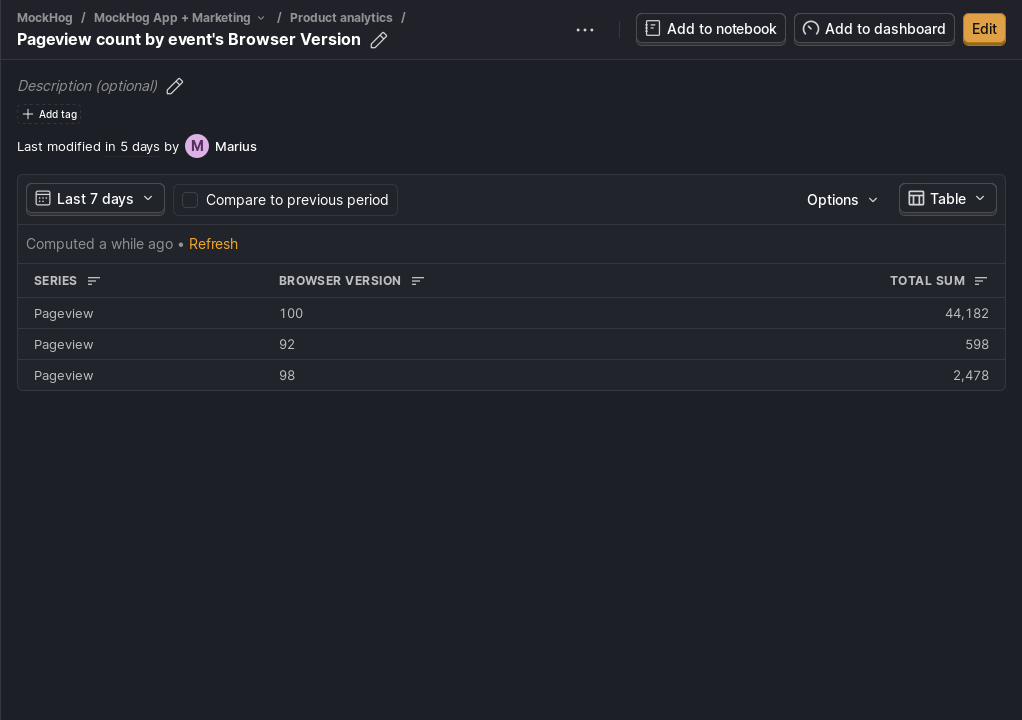 MockHog / MockHog App + Marketing / Product analytics /
Pageview count by event's Browser Version
Add to notebook
Add to dashboard
Edit
Description (optional)
Add tag
Last modified in 5 days by M Marius
Last 7 days
Compare to previous period
Options
Table
Computed a while ago • Refresh
SERIES BROWSER VERSION TOTAL SUM
Pageview 100 44,182
Pageview 92 598
Pageview 98 2,478